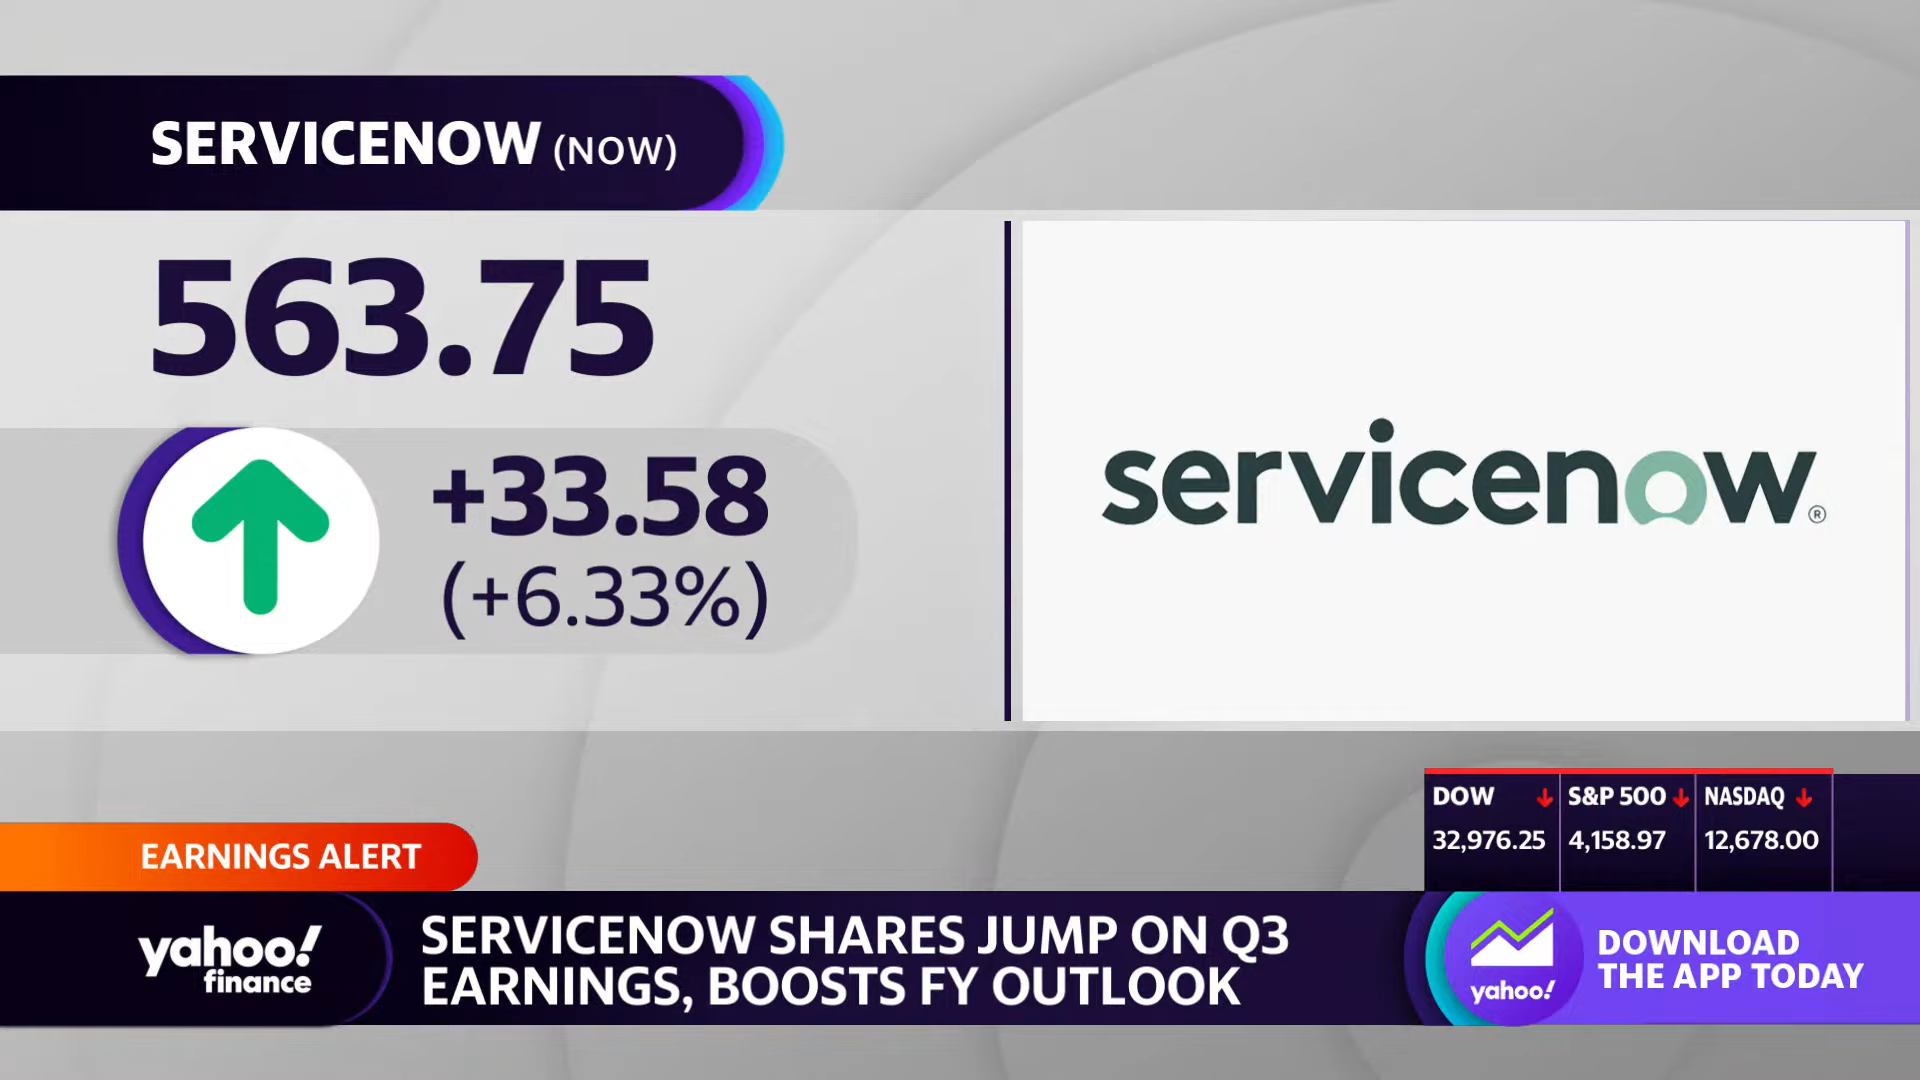 SERVICENOW (NOW)
563.75
+33.58
(+6.33%)
servicenow®
DOW
32,976.25
S&P 500
4,158.97
NASDAQ
12,678.00
EARNINGS ALERT
yahoo!
finance
SERVICENOW SHARES JUMP ON Q3
EARNINGS, BOOSTS FY OUTLOOK
yahoo!
DOWNLOAD
THE APP TODAY